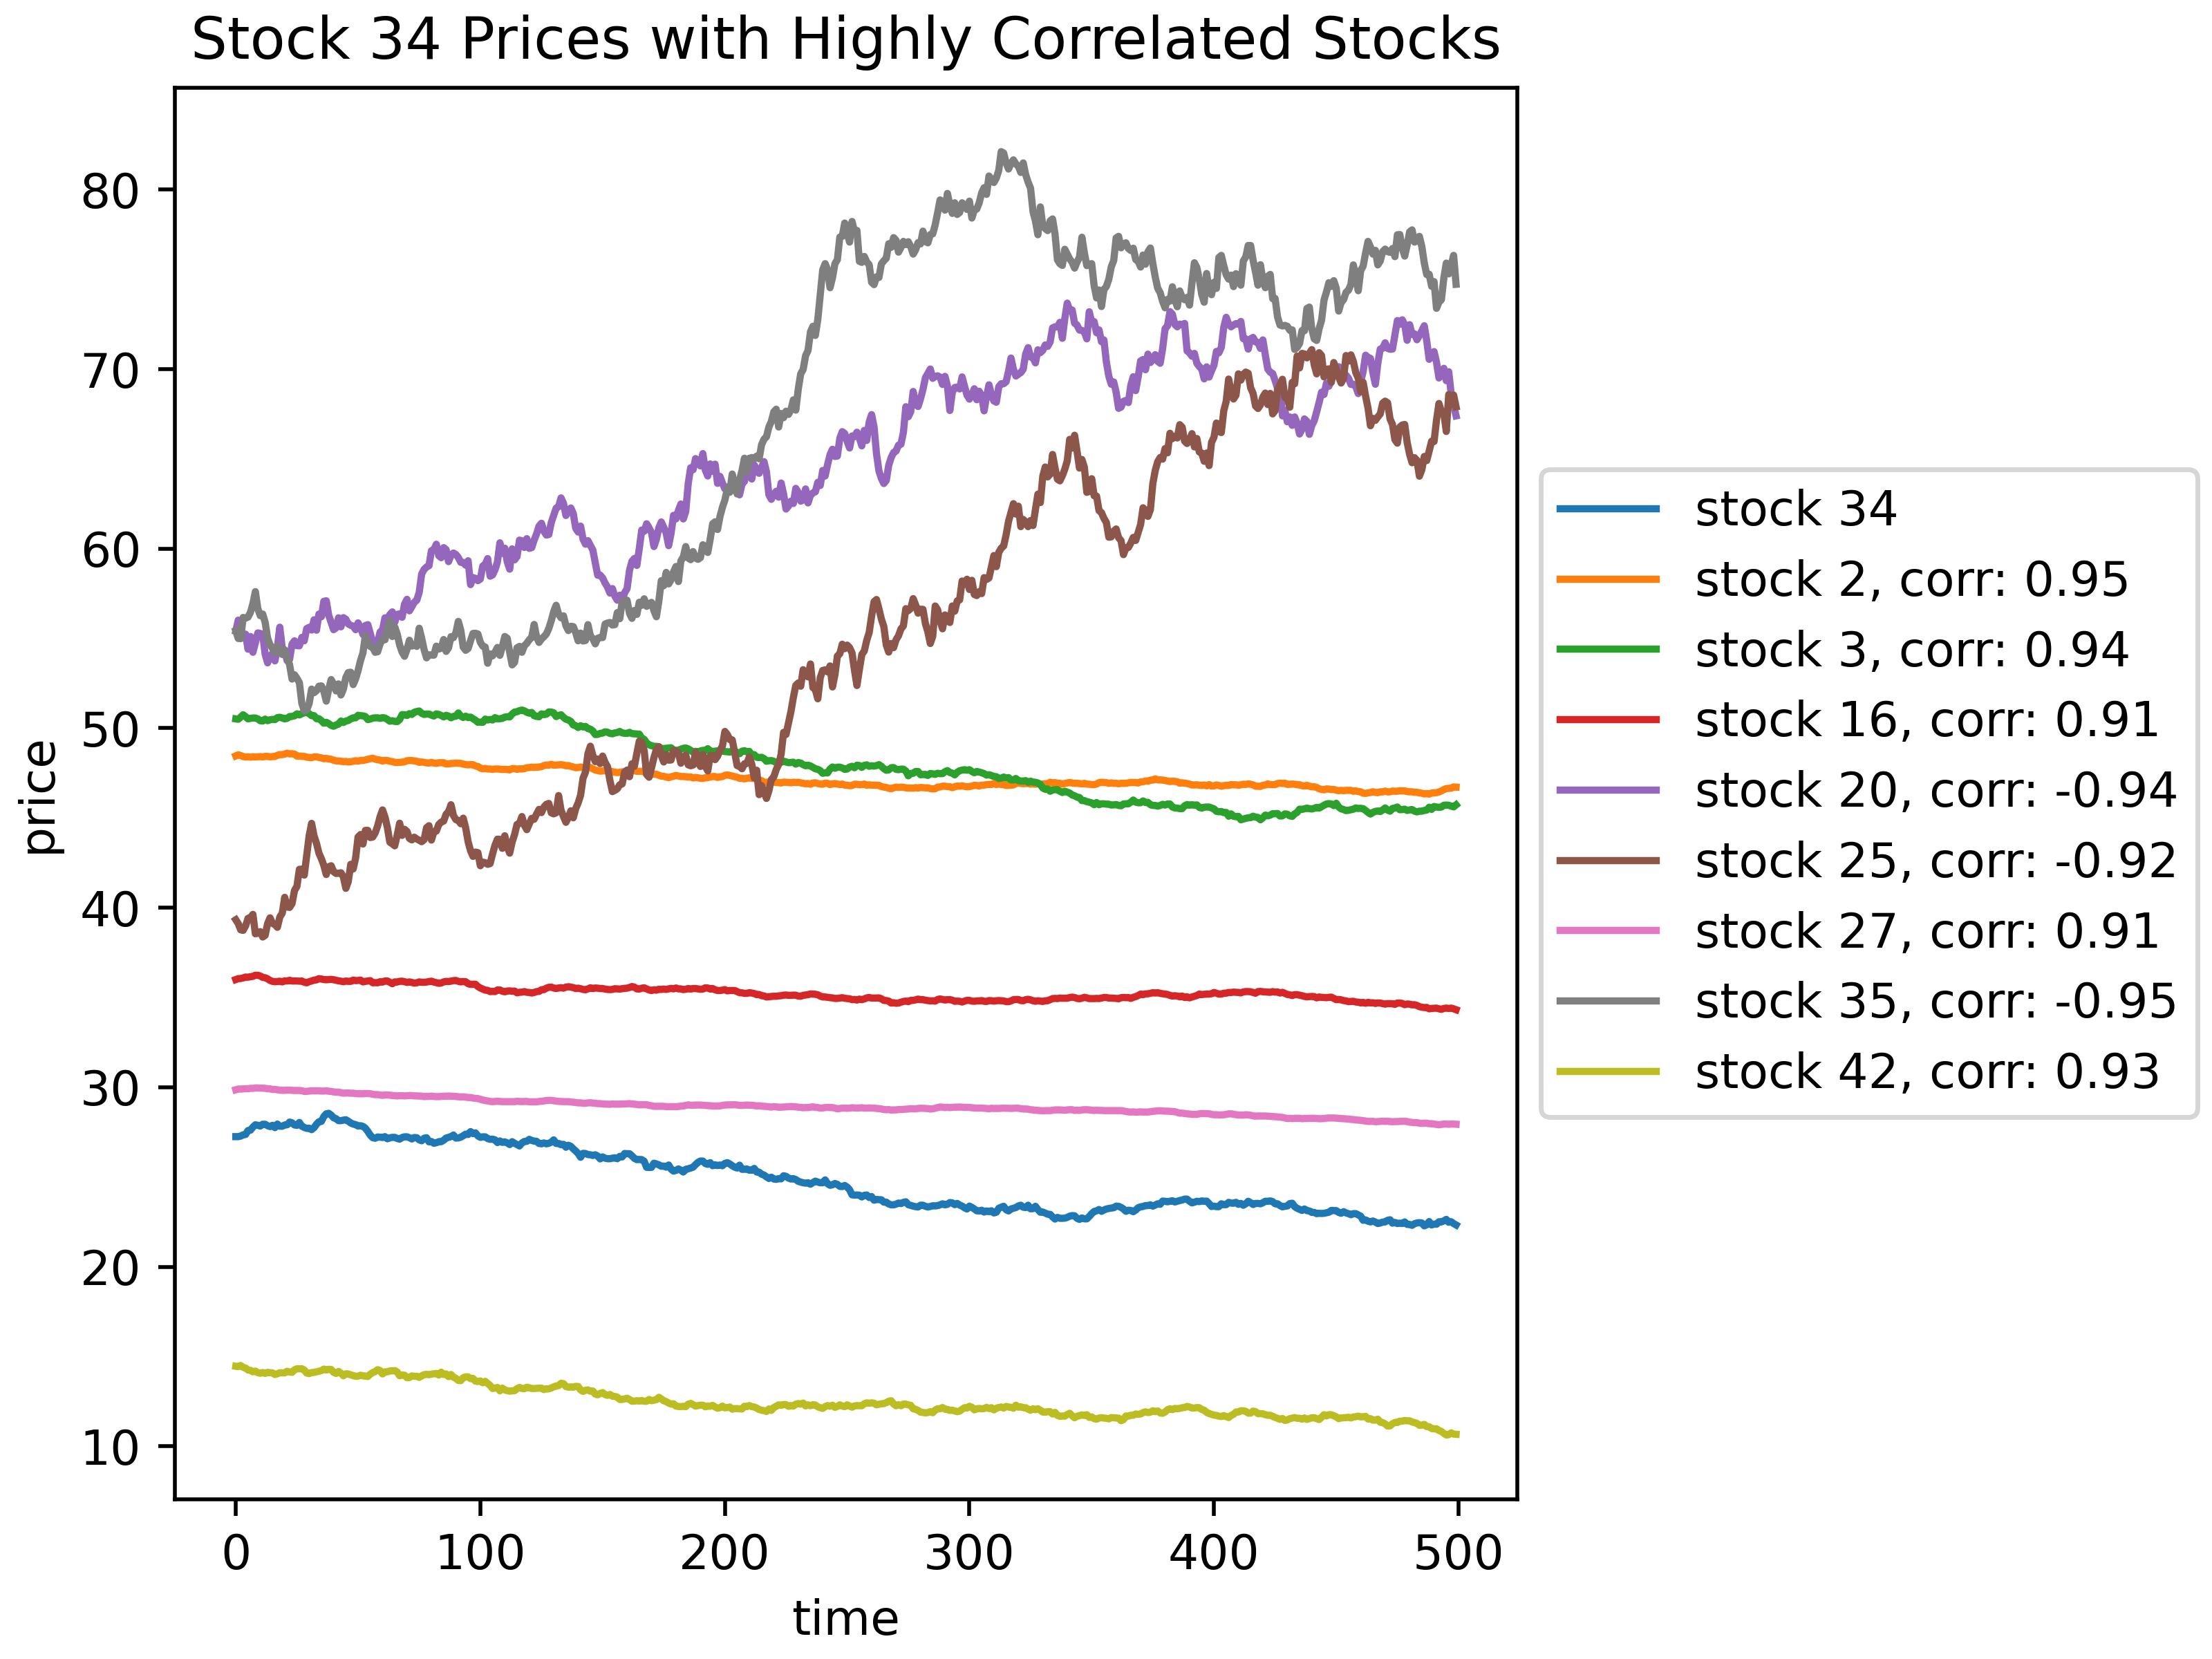 Stock 34 Prices with Highly Correlated Stocks
price
80
70
60
50
40
30
20
10
0 100 200 300 400 500
time
stock 34
stock 2, corr: 0.95
stock 3, corr: 0.94
stock 16, corr: 0.91
stock 20, corr: -0.94
stock 25, corr: -0.92
stock 27, corr: 0.91
stock 35, corr: -0.95
stock 42, corr: 0.93